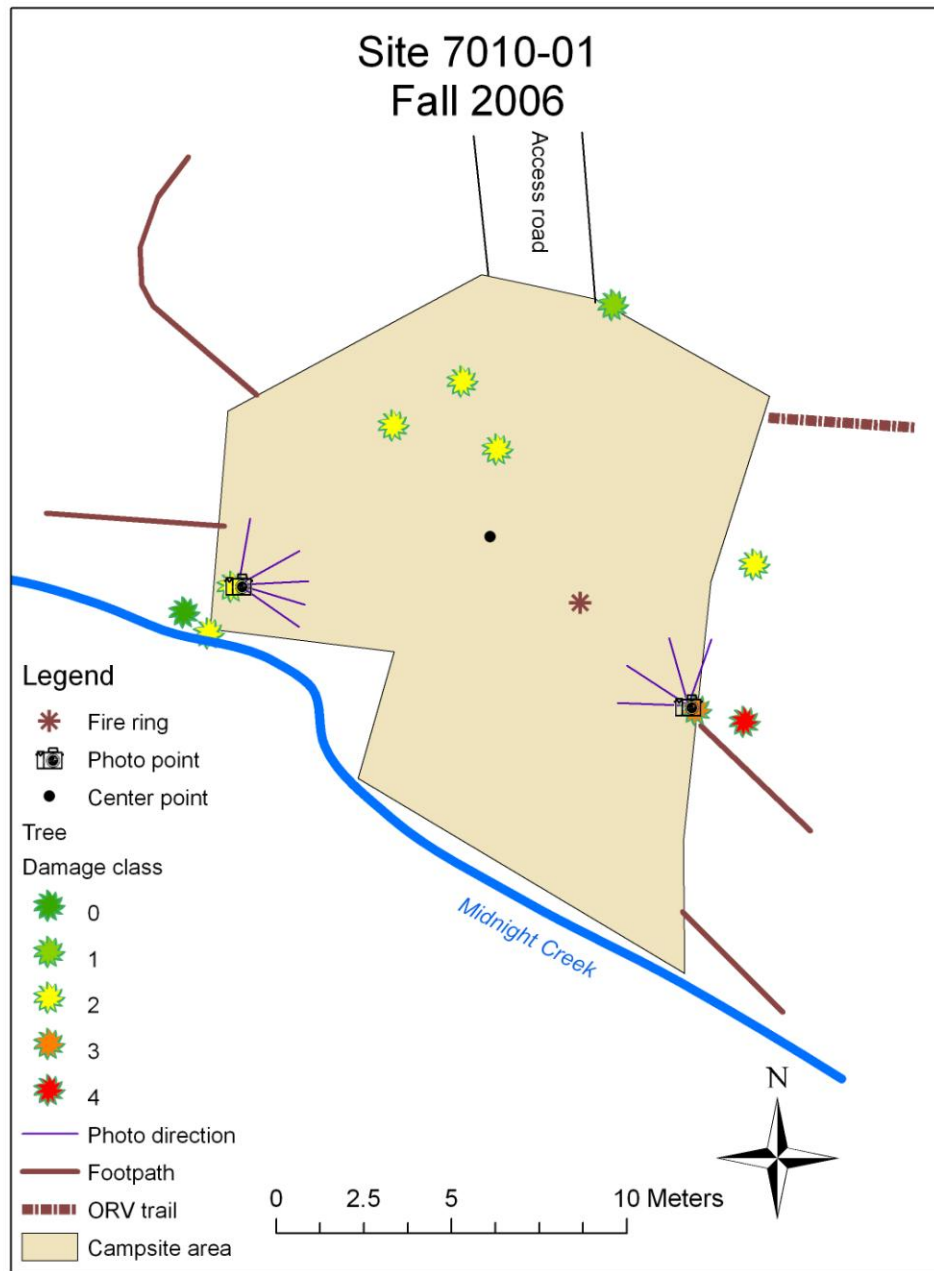 Site 7010-01
Fall 2006
Access road
Legend
Fire ring
Photo point
Center point
Tree
Damage class
0
1
2
3
4
Photo direction
Footpath
ORV trail
Campsite area
Midnight Creek
N
0 2.5 5 10 Meters